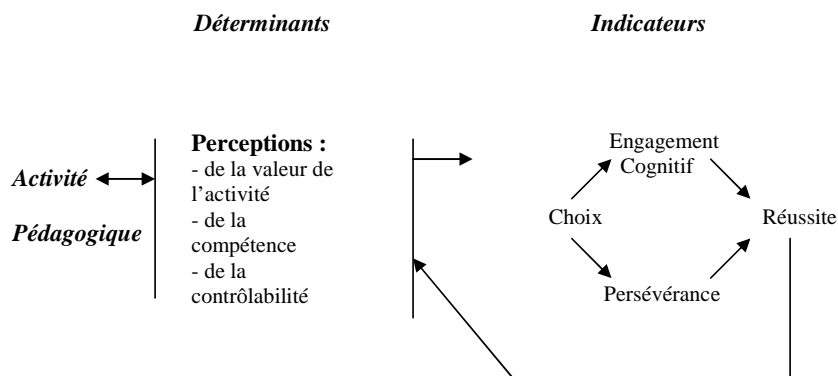 Déterminants
Indicateurs
Activité
Pédagogique
Perceptions :
- de la valeur de
l’activité
- de la
compétence
- de la
contrôlabilité
Engagement
Cognitif
Choix
Réussite
Persévérance